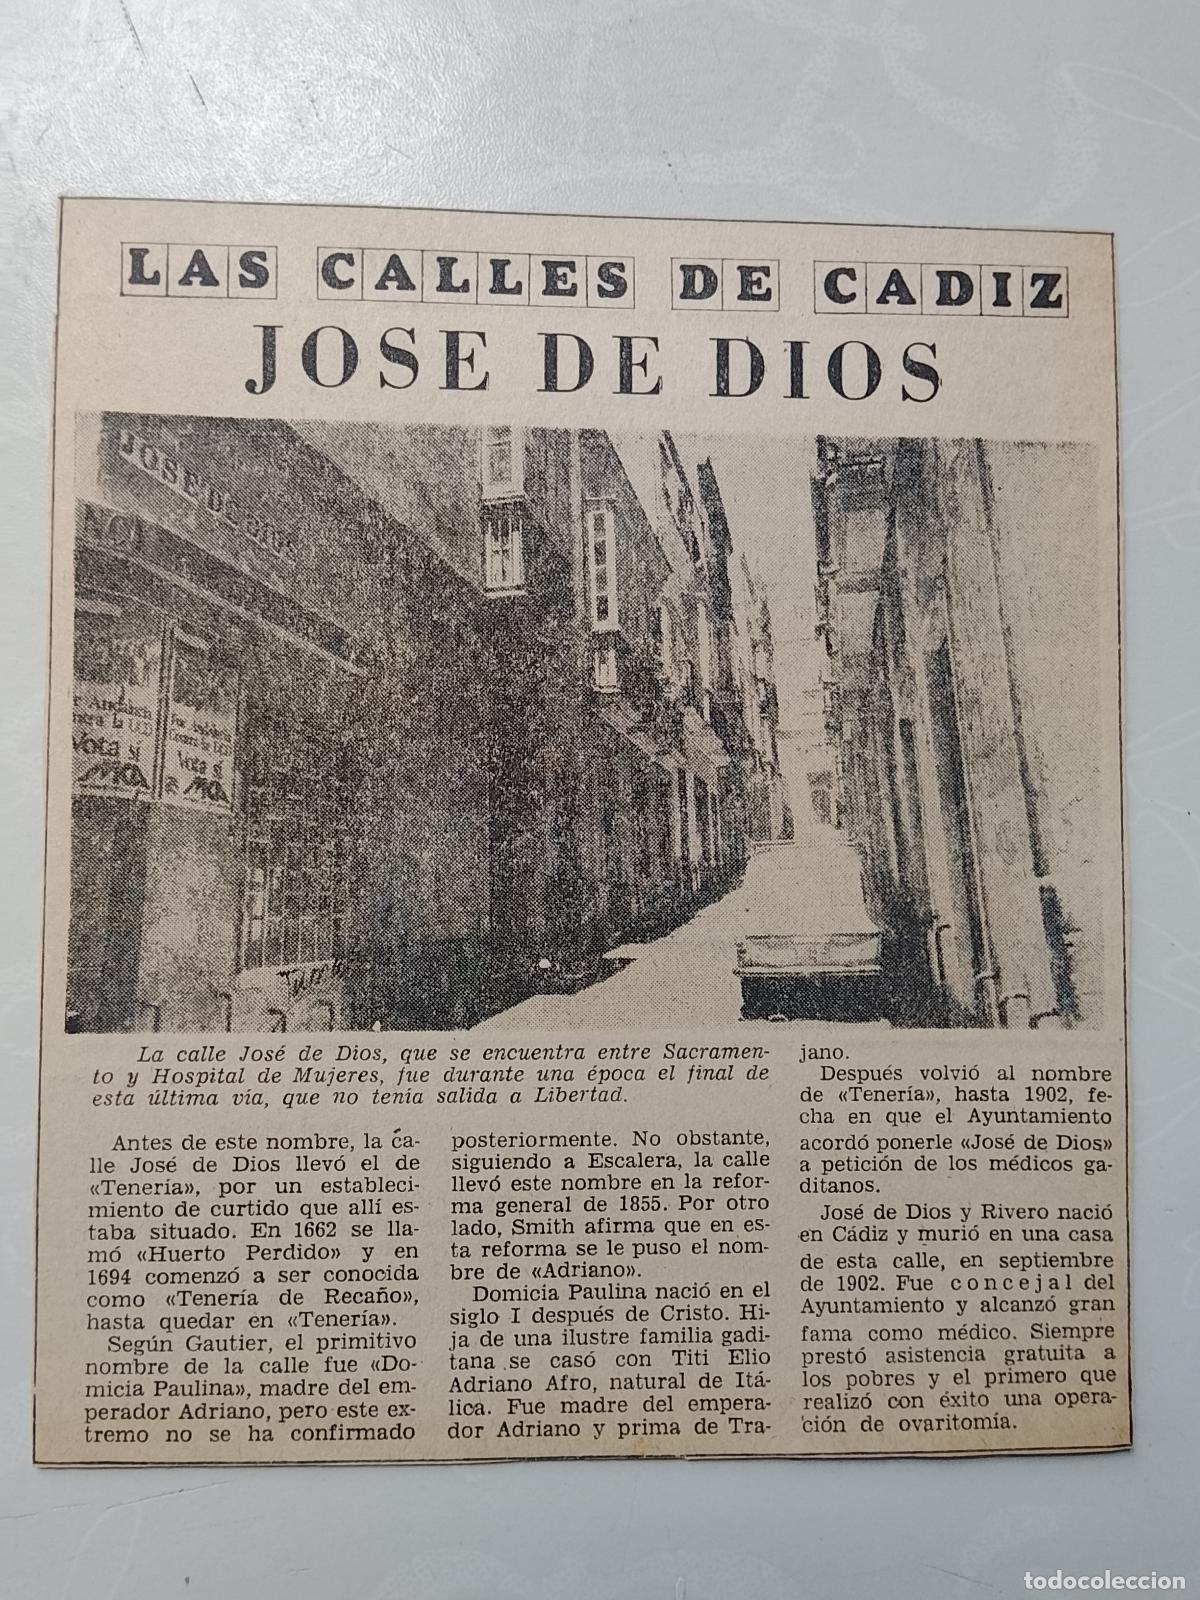 LAS CALLES DE CADIZ
JOSE DE DIOS
JOSE DE DIOS
Andalucía
la UCD
Vota sí
Vota sí
La calle José de Dios, que se encuentra entre Sacramen-
to y Hospital de Mujeres, fue durante una época el final de
esta última vía, que no tenía salida a Libertad.
Antes de este nombre, la ca-
lle José de Dios llevó el de
«Tenería», por un estableci-
miento de curtido que allí es-
taba situado. En 1662 se lla-
mó «Huerto Perdido» y en
1694 comenzó a ser conocida
como «Tenería de Recaño»,
hasta quedar en «Tenería».
Según Gautier, el primitivo
nombre de la calle fue «Do-
micia Paulina», madre del em-
perador Adriano, pero este ex-
tremo no se ha confirmado
posteriormente. No obstante,
siguiendo a Escalera, la calle
llevó este nombre en la refor-
ma general de 1855. Por otro
lado, Smith afirma que en es-
ta reforma se le puso el nom-
bre de «Adriano».
Domicia Paulina nació en el
siglo I después de Cristo. Hi-
ja de una ilustre familia gadi-
tana se casó con Titi Elio
Adriano Afro, natural de Itá-
lica. Fue madre del empera-
dor Adriano y prima de Tra-
jano.
Después volvió al nombre
de «Tenería», hasta 1902, fe-
cha en que el Ayuntamiento
acordó ponerle «José de Dios»
a petición de los médicos ga-
ditanos.
José de Dios y Rivero nació
en Cádiz y murió en una casa
de esta calle, en septiembre
de 1902. Fue concejal del
Ayuntamiento y alcanzó gran
fama como médico. Siempre
prestó asistencia gratuita a
los pobres y el primero que
realizó con éxito una opera-
ción de ovaritomía.
todocoleccion